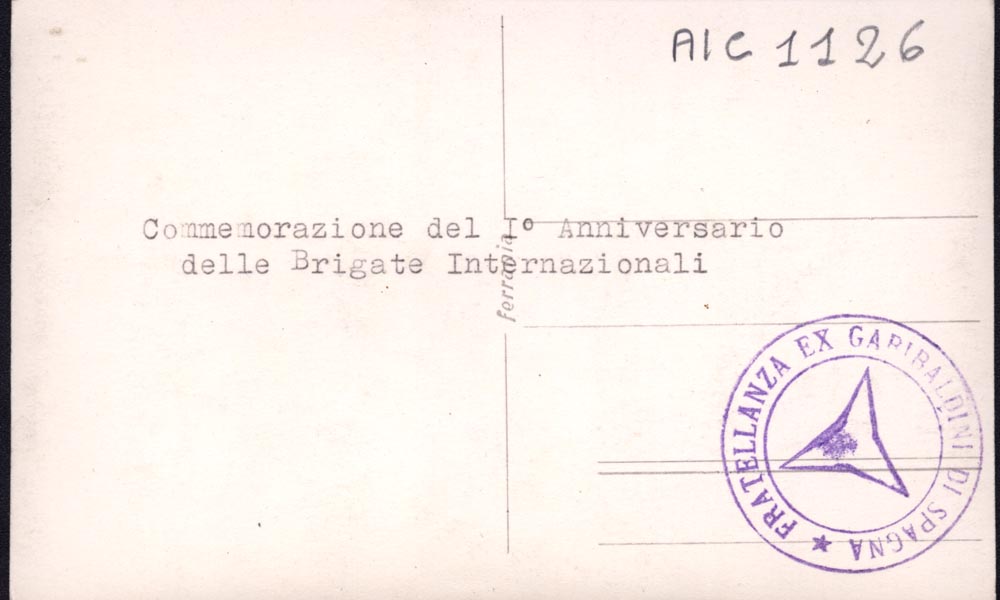 AIC 1126
Commemorazione del I° Anniversario
delle Brigate Internazionali
Ferrania
FRATELLANZA EX GARIBALDINI DI SPAGNA ★